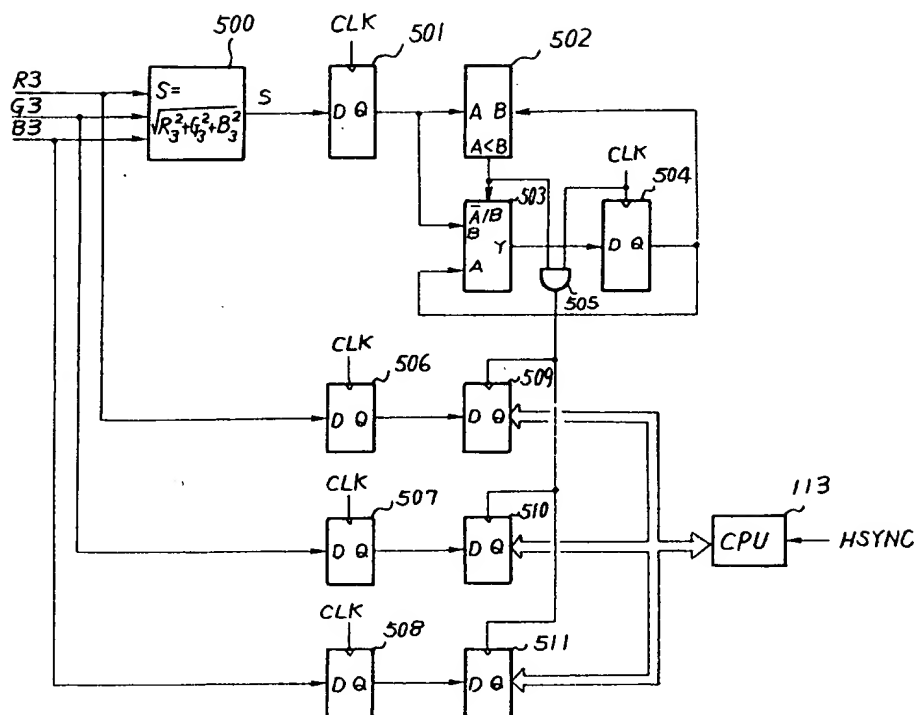 500
CLK
501
502
R3
G3
B3
S=
√R₃²+G₃²+B₃²
S
D Q
A B
A<B
CLK
504
503
A̅/B
B
Y
A
D Q
505
CLK
506
509
D Q
D Q
CLK
507
510
D Q
D Q
113
CPU
HSYNC
CLK
508
511
D Q
D Q